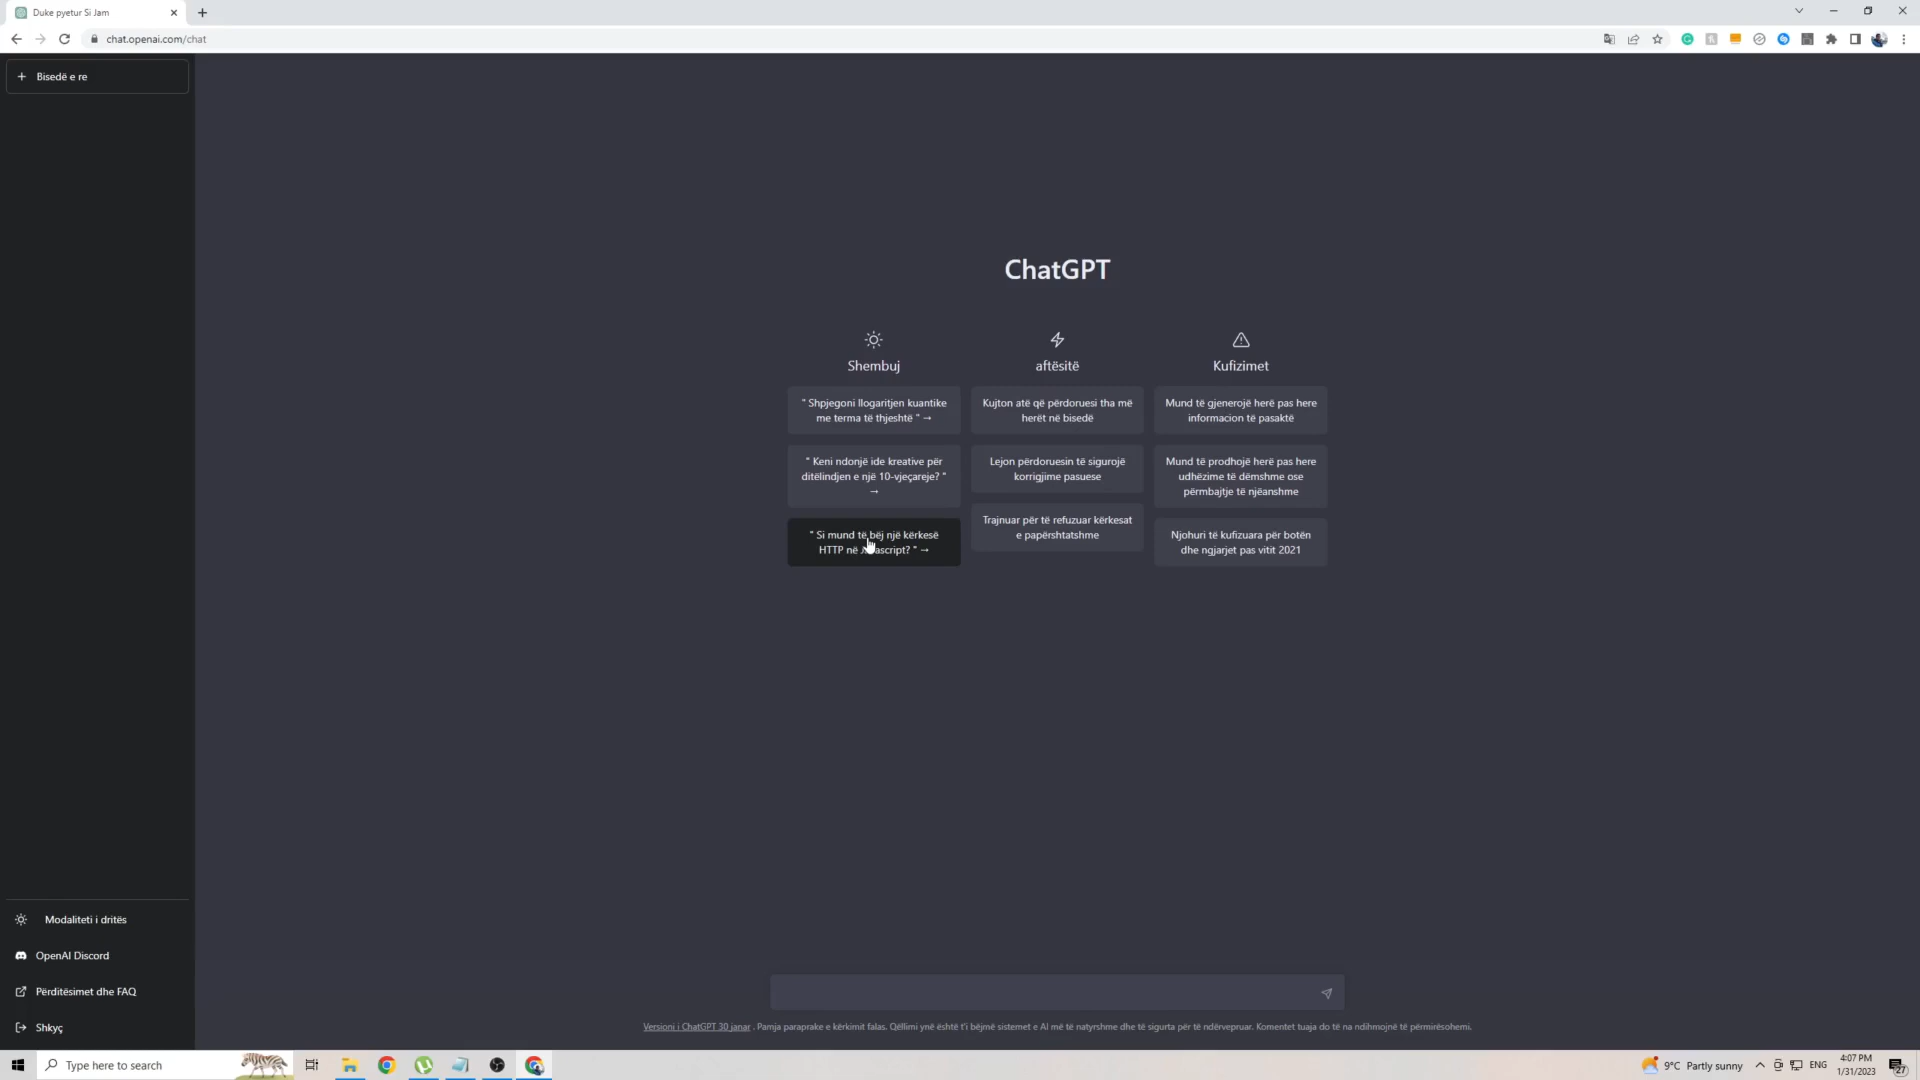 Duke pyetur Si Jam
chat.openai.com/chat
Bisedë e re
ChatGPT
Shembuj
" Shpjegoni llogaritjen kuantike
me terma të thjeshtë " →
" Keni ndonjë ide kreative për
ditëlindjen e një 10-vjeçareje? "
→
" Si mund të bëj një kërkesë
HTTP në Javascript? " →
aftësitë
Kujton atë që përdoruesi tha më
herët në bisedë
Lejon përdoruesin të sigurojë
korrigjime pasuese
Trajnuar për të refuzuar kërkesat
e papërshtatshme
Kufizimet
Mund të gjenerojë herë pas here
informacion të pasaktë
Mund të prodhojë herë pas here
udhëzime të dëmshme ose
përmbajtje të njëanshme
Njohuri të kufizuara për botën
dhe ngjarjet pas vitit 2021
Modaliteti i dritës
OpenAI Discord
Përditësimet dhe FAQ
Shkyç
Versioni i ChatGPT 30 janar . Pamja paraprake e kërkimit falas. Qëllimi ynë është t'i bëjmë sistemet e AI më të natyrshme dhe të sigurta për të ndërvepruar. Komentet tuaja do të na ndihmojnë të përmirësohemi.
Type here to search
9°C Partly sunny
ENG
4:07 PM
1/31/2023
27